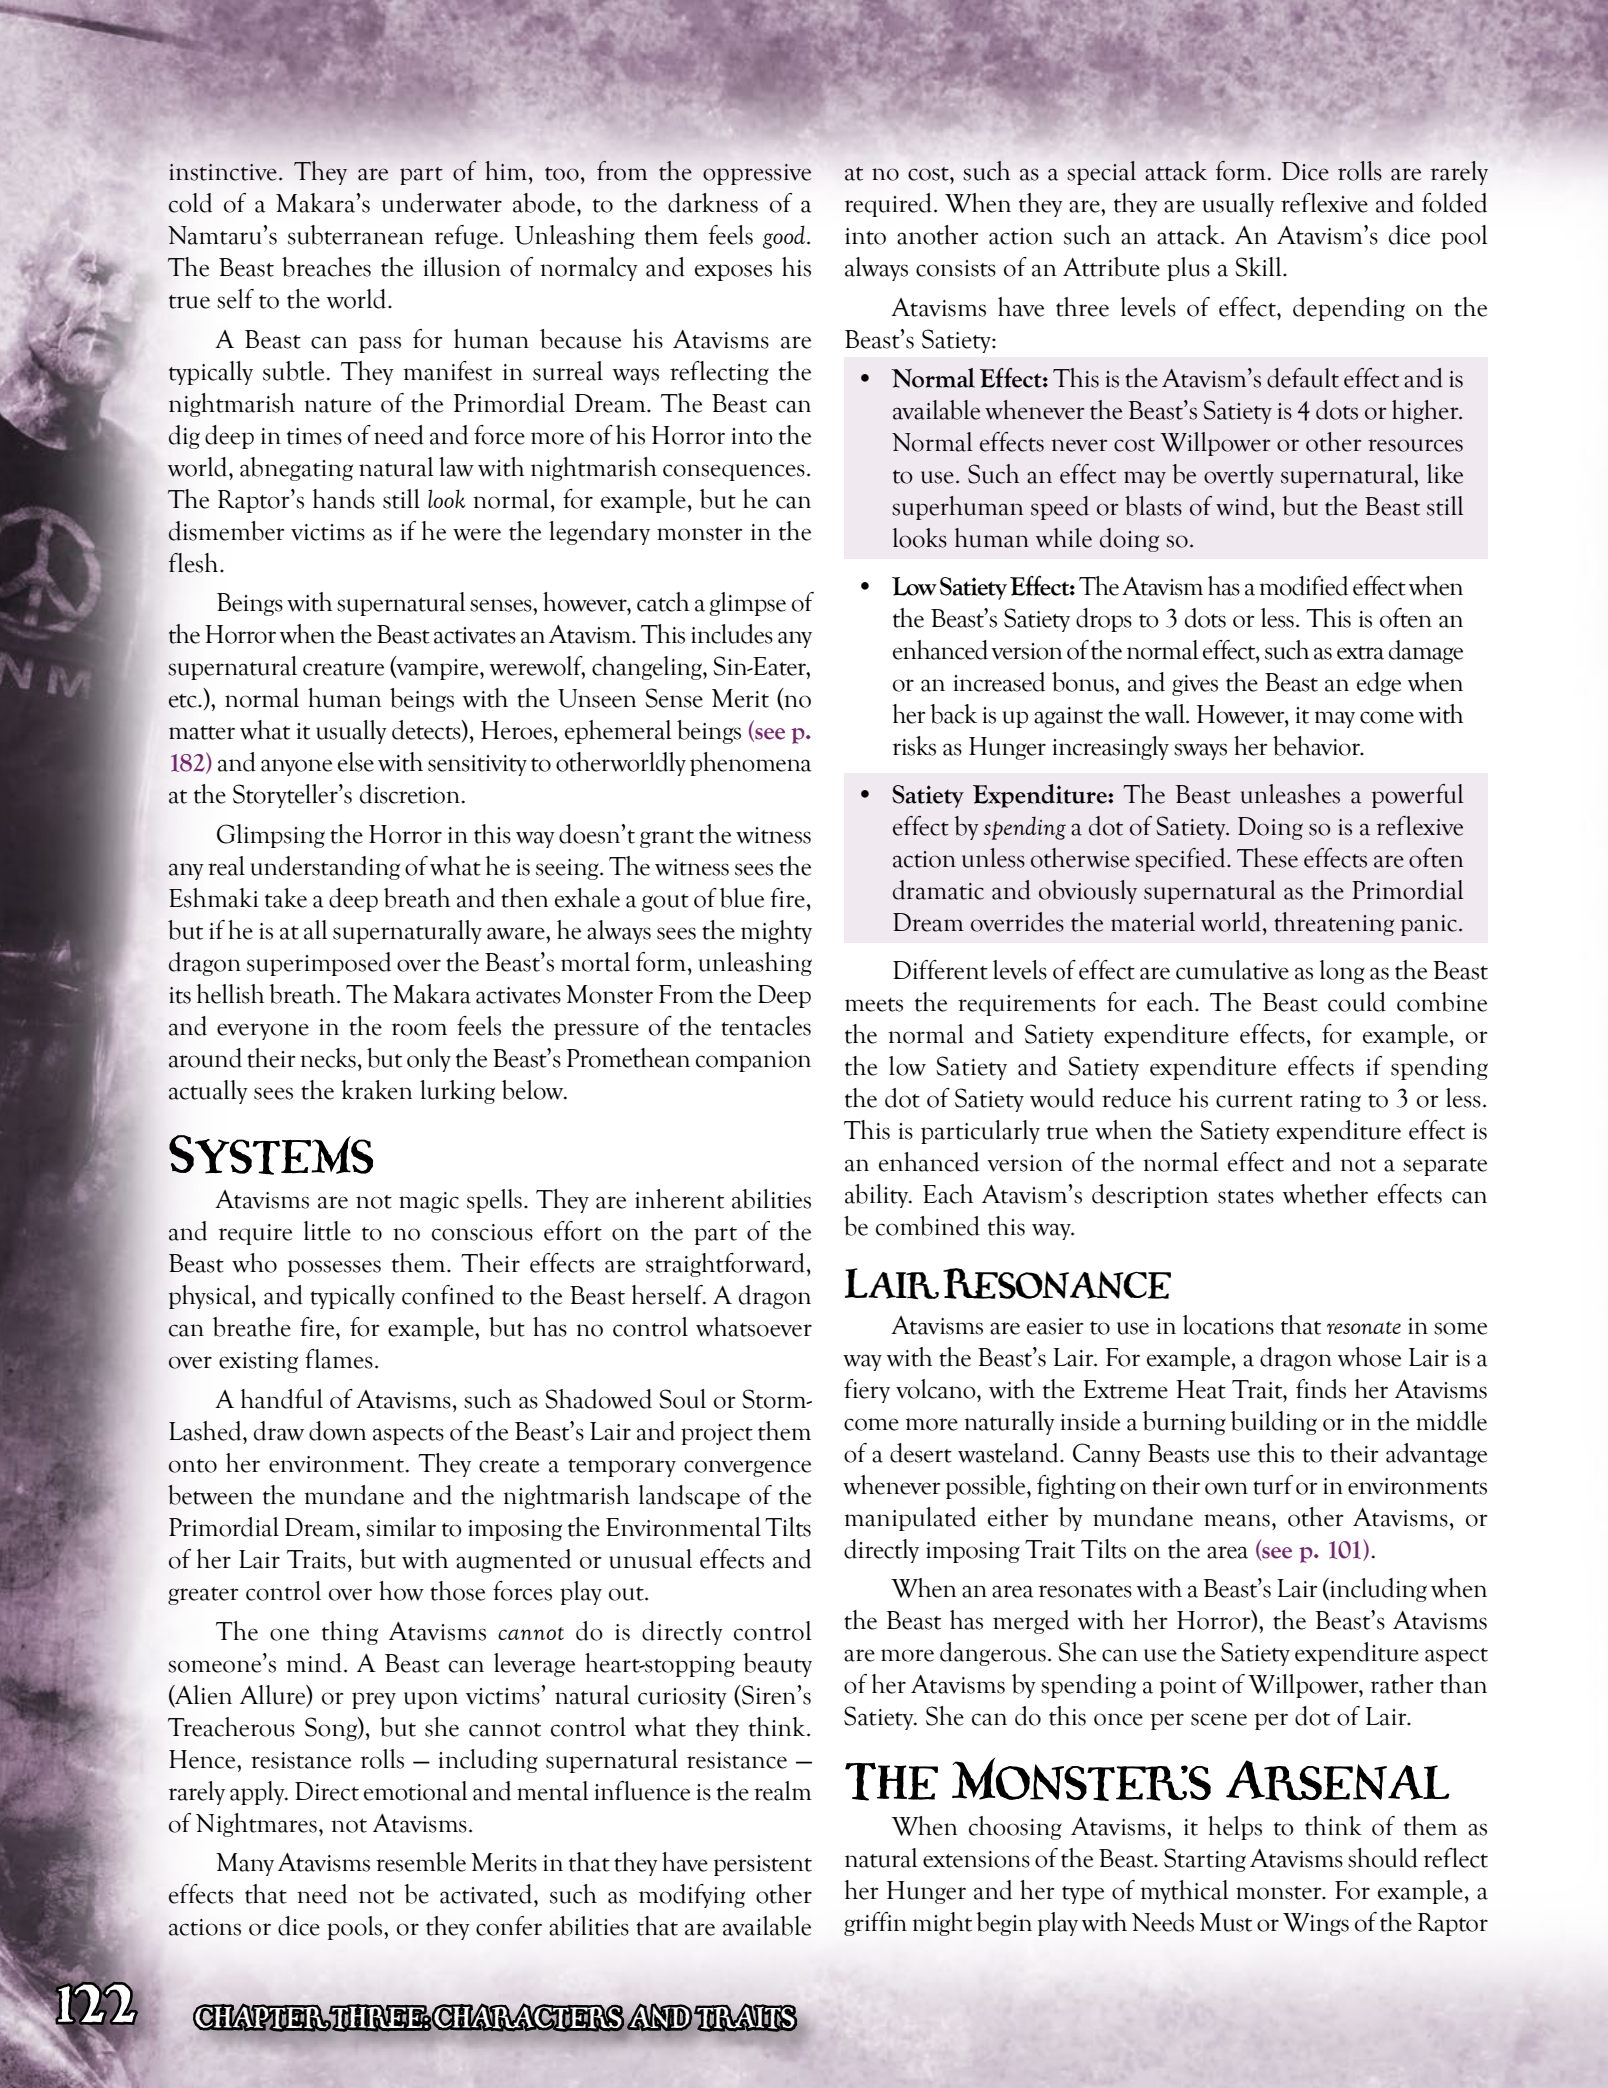 instinctive. They are part of him, too, from the oppressive
cold of a Makara’s underwater abode, to the darkness of a
Namtaru’s subterranean refuge. Unleashing them feels good.
The Beast breaches the illusion of normalcy and exposes his
true self to the world.
A Beast can pass for human because his Atavisms are
typically subtle. They manifest in surreal ways reflecting the
nightmarish nature of the Primordial Dream. The Beast can
dig deep in times of need and force more of his Horror into the
world, abnegating natural law with nightmarish consequences.
The Raptor’s hands still look normal, for example, but he can
dismember victims as if he were the legendary monster in the
flesh.
Beings with supernatural senses, however, catch a glimpse of
the Horror when the Beast activates an Atavism. This includes any
supernatural creature (vampire, werewolf, changeling, Sin-Eater,
etc.), normal human beings with the Unseen Sense Merit (no
matter what it usually detects), Heroes, ephemeral beings (see p.
182) and anyone else with sensitivity to otherworldly phenomena
at the Storyteller’s discretion.
Glimpsing the Horror in this way doesn’t grant the witness
any real understanding of what he is seeing. The witness sees the
Eshmaki take a deep breath and then exhale a gout of blue fire,
but if he is at all supernaturally aware, he always sees the mighty
dragon superimposed over the Beast’s mortal form, unleashing
its hellish breath. The Makara activates Monster From the Deep
and everyone in the room feels the pressure of the tentacles
around their necks, but only the Beast’s Promethean companion
actually sees the kraken lurking below.
SYSTEMS
Atavisms are not magic spells. They are inherent abilities
and require little to no conscious effort on the part of the
Beast who possesses them. Their effects are straightforward,
physical, and typically confined to the Beast herself. A dragon
can breathe fire, for example, but has no control whatsoever
over existing flames.
A handful of Atavisms, such as Shadowed Soul or Storm-
Lashed, draw down aspects of the Beast’s Lair and project them
onto her environment. They create a temporary convergence
between the mundane and the nightmarish landscape of the
Primordial Dream, similar to imposing the Environmental Tilts
of her Lair Traits, but with augmented or unusual effects and
greater control over how those forces play out.
The one thing Atavisms cannot do is directly control
someone’s mind. A Beast can leverage heart-stopping beauty
(Alien Allure) or prey upon victims’ natural curiosity (Siren’s
Treacherous Song), but she cannot control what they think.
Hence, resistance rolls — including supernatural resistance —
rarely apply. Direct emotional and mental influence is the realm
of Nightmares, not Atavisms.
Many Atavisms resemble Merits in that they have persistent
effects that need not be activated, such as modifying other
actions or dice pools, or they confer abilities that are available
at no cost, such as a special attack form. Dice rolls are rarely
required. When they are, they are usually reflexive and folded
into another action such an attack. An Atavism’s dice pool
always consists of an Attribute plus a Skill.
Atavisms have three levels of effect, depending on the
Beast’s Satiety:
• Normal Effect: This is the Atavism’s default effect and is
available whenever the Beast’s Satiety is 4 dots or higher.
Normal effects never cost Willpower or other resources
to use. Such an effect may be overtly supernatural, like
superhuman speed or blasts of wind, but the Beast still
looks human while doing so.
• Low Satiety Effect: The Atavism has a modified effect when
the Beast’s Satiety drops to 3 dots or less. This is often an
enhanced version of the normal effect, such as extra damage
or an increased bonus, and gives the Beast an edge when
her back is up against the wall. However, it may come with
risks as Hunger increasingly sways her behavior.
• Satiety Expenditure: The Beast unleashes a powerful
effect by spending a dot of Satiety. Doing so is a reflexive
action unless otherwise specified. These effects are often
dramatic and obviously supernatural as the Primordial
Dream overrides the material world, threatening panic.
Different levels of effect are cumulative as long as the Beast
meets the requirements for each. The Beast could combine
the normal and Satiety expenditure effects, for example, or
the low Satiety and Satiety expenditure effects if spending
the dot of Satiety would reduce his current rating to 3 or less.
This is particularly true when the Satiety expenditure effect is
an enhanced version of the normal effect and not a separate
ability. Each Atavism’s description states whether effects can
be combined this way.
LAIR RESONANCE
Atavisms are easier to use in locations that resonate in some
way with the Beast’s Lair. For example, a dragon whose Lair is a
fiery volcano, with the Extreme Heat Trait, finds her Atavisms
come more naturally inside a burning building or in the middle
of a desert wasteland. Canny Beasts use this to their advantage
whenever possible, fighting on their own turf or in environments
manipulated either by mundane means, other Atavisms, or
directly imposing Trait Tilts on the area (see p. 101).
When an area resonates with a Beast’s Lair (including when
the Beast has merged with her Horror), the Beast’s Atavisms
are more dangerous. She can use the Satiety expenditure aspect
of her Atavisms by spending a point of Willpower, rather than
Satiety. She can do this once per scene per dot of Lair.
THE MONSTER’S ARSENAL
When choosing Atavisms, it helps to think of them as
natural extensions of the Beast. Starting Atavisms should reflect
her Hunger and her type of mythical monster. For example, a
griffin might begin play with Needs Must or Wings of the Raptor
NM
122
CHAPTER THREE: CHARACTERS AND TRAITS